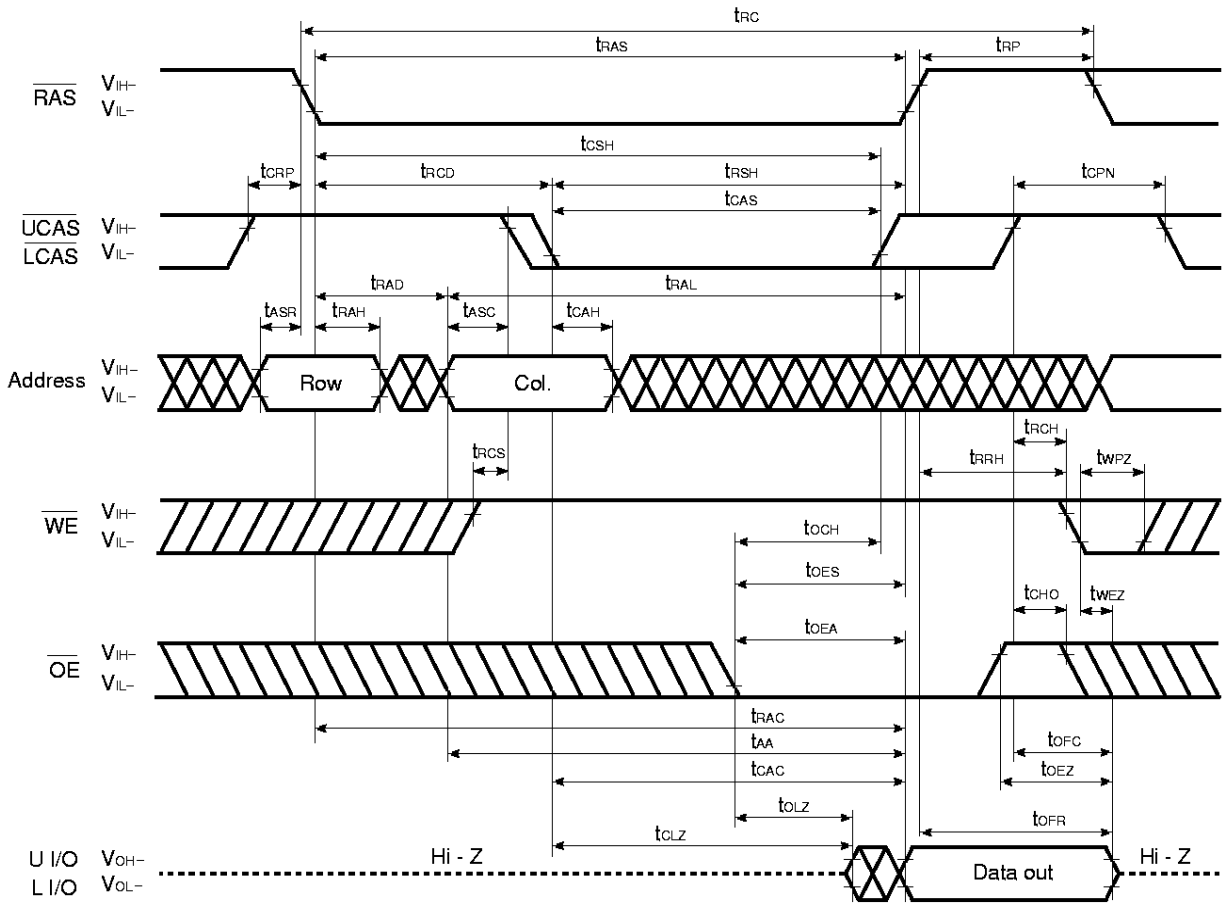 tRC
tRAS
tRP
RAS
VIH–
VIL–
tCSH
tCRP
tRCD
tRSH
tCPN
tCAS
UCAS
LCAS
VIH–
VIL–
tRAD
tRAL
tASR
tRAH
tASC
tCAH
Address
VIH–
VIL–
Row
Col.
tRCH
tRCS
tRRH
tWPZ
WE
VIH–
VIL–
tOCH
tOES
tCHO
tWEZ
tOEA
OE
VIH–
VIL–
tRAC
tAA
tOFC
tCAC
tOEZ
tOLZ
tOFR
tCLZ
U I/O
L I/O
VOH–
VOL–
Hi - Z
Data out
Hi - Z